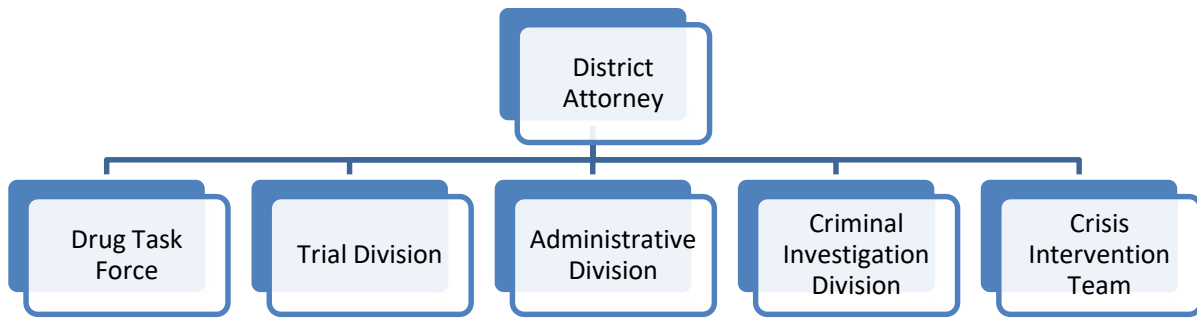 District
Attorney
Drug Task
Force
Trial Division
Administrative
Division
Criminal
Investigation
Division
Crisis
Intervention
Team